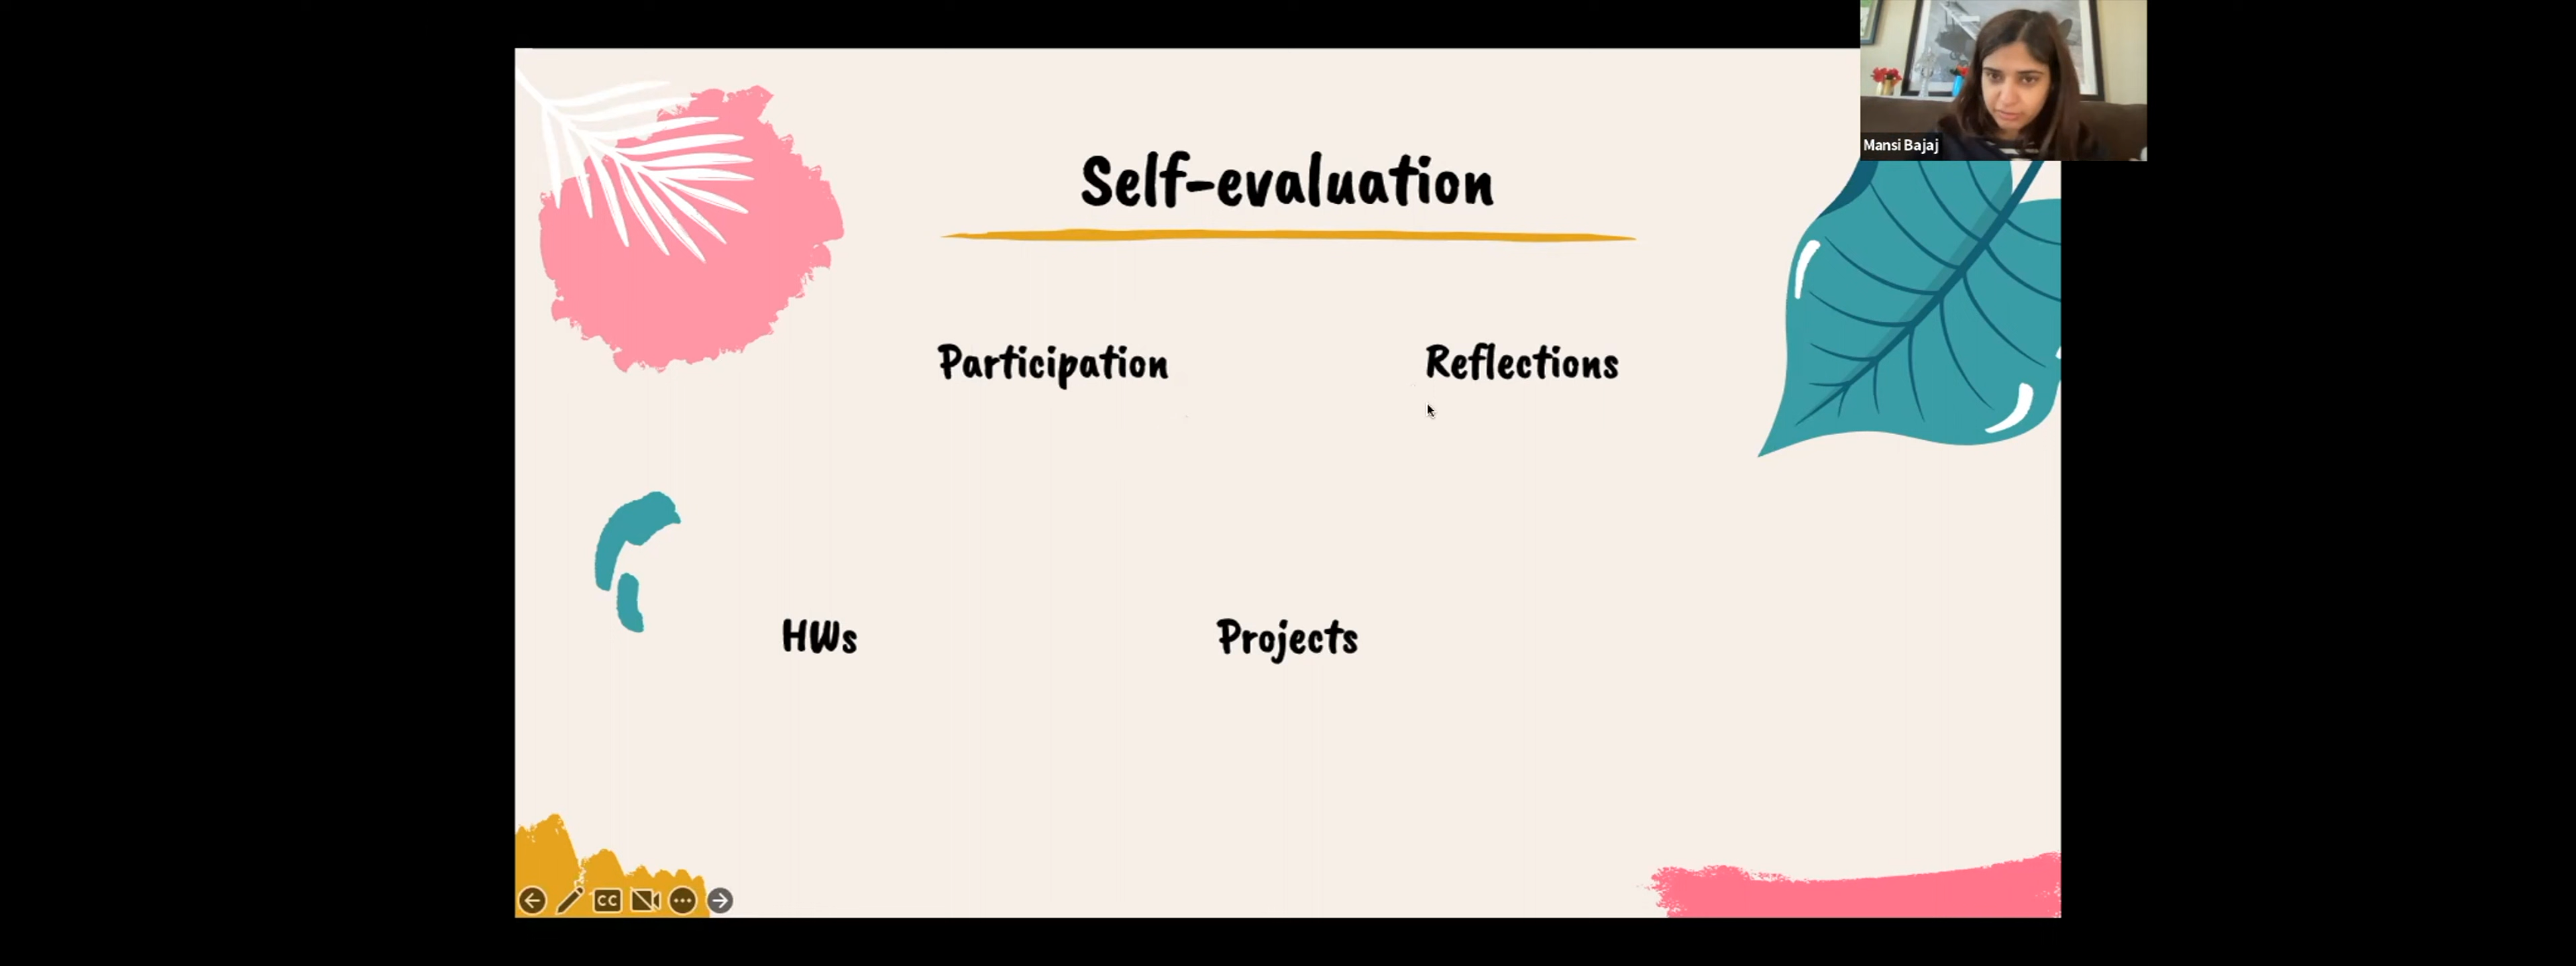 Mansi Bajaj
Self-evaluation
Participation
Reflections
HWs
Projects
CC